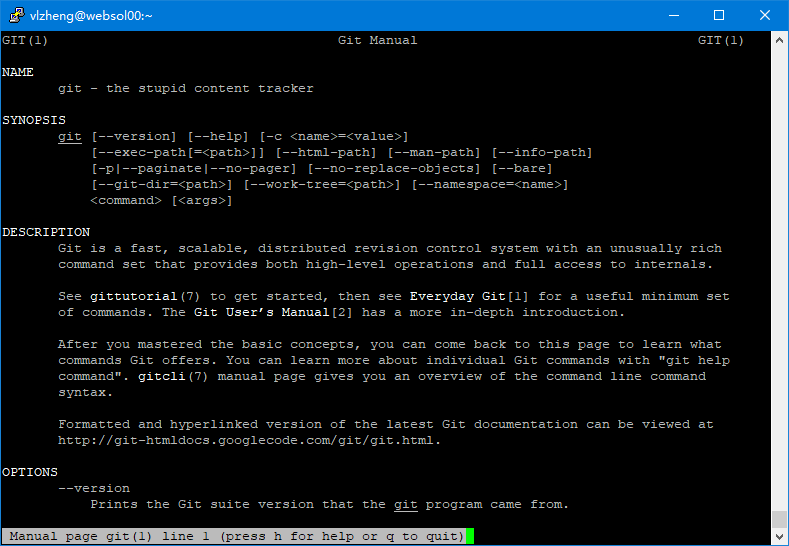 vlzheng@websol00:~
GIT(1) Git Manual GIT(1)
NAME
git - the stupid content tracker
SYNOPSIS
git [--version] [--help] [-c <name>=<value>]
[--exec-path[=<path>]] [--html-path] [--man-path] [--info-path]
[-p|--paginate|--no-pager] [--no-replace-objects] [--bare]
[--git-dir=<path>] [--work-tree=<path>] [--namespace=<name>]
<command> [<args>]
DESCRIPTION
Git is a fast, scalable, distributed revision control system with an unusually rich
command set that provides both high-level operations and full access to internals.
See gittutorial(7) to get started, then see Everyday Git[1] for a useful minimum set
of commands. The Git User’s Manual[2] has a more in-depth introduction.
After you mastered the basic concepts, you can come back to this page to learn what
commands Git offers. You can learn more about individual Git commands with "git help
command". gitcli(7) manual page gives you an overview of the command line command
syntax.
Formatted and hyperlinked version of the latest Git documentation can be viewed at
http://git-htmldocs.googlecode.com/git/git.html.
OPTIONS
--version
Prints the Git suite version that the git program came from.
Manual page git(1) line 1 (press h for help or q to quit)